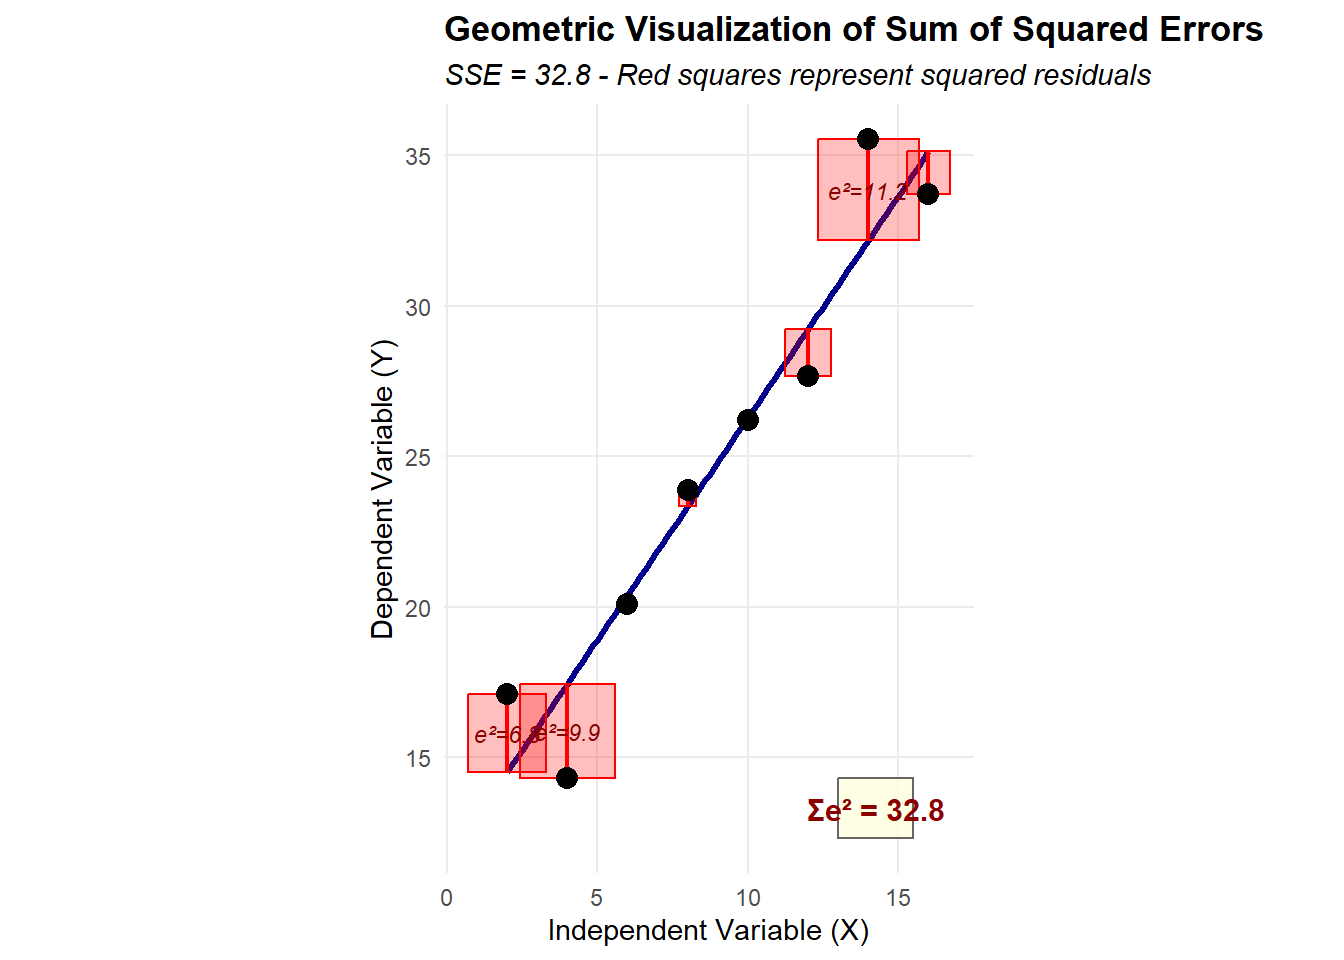 Geometric Visualization of Sum of Squared Errors
SSE = 32.8 - Red squares represent squared residuals
Dependent Variable (Y)
35
30
25
20
15
e²=11.2
e²=9.9
Σe² = 32.8
0
5
10
15
Independent Variable (X)